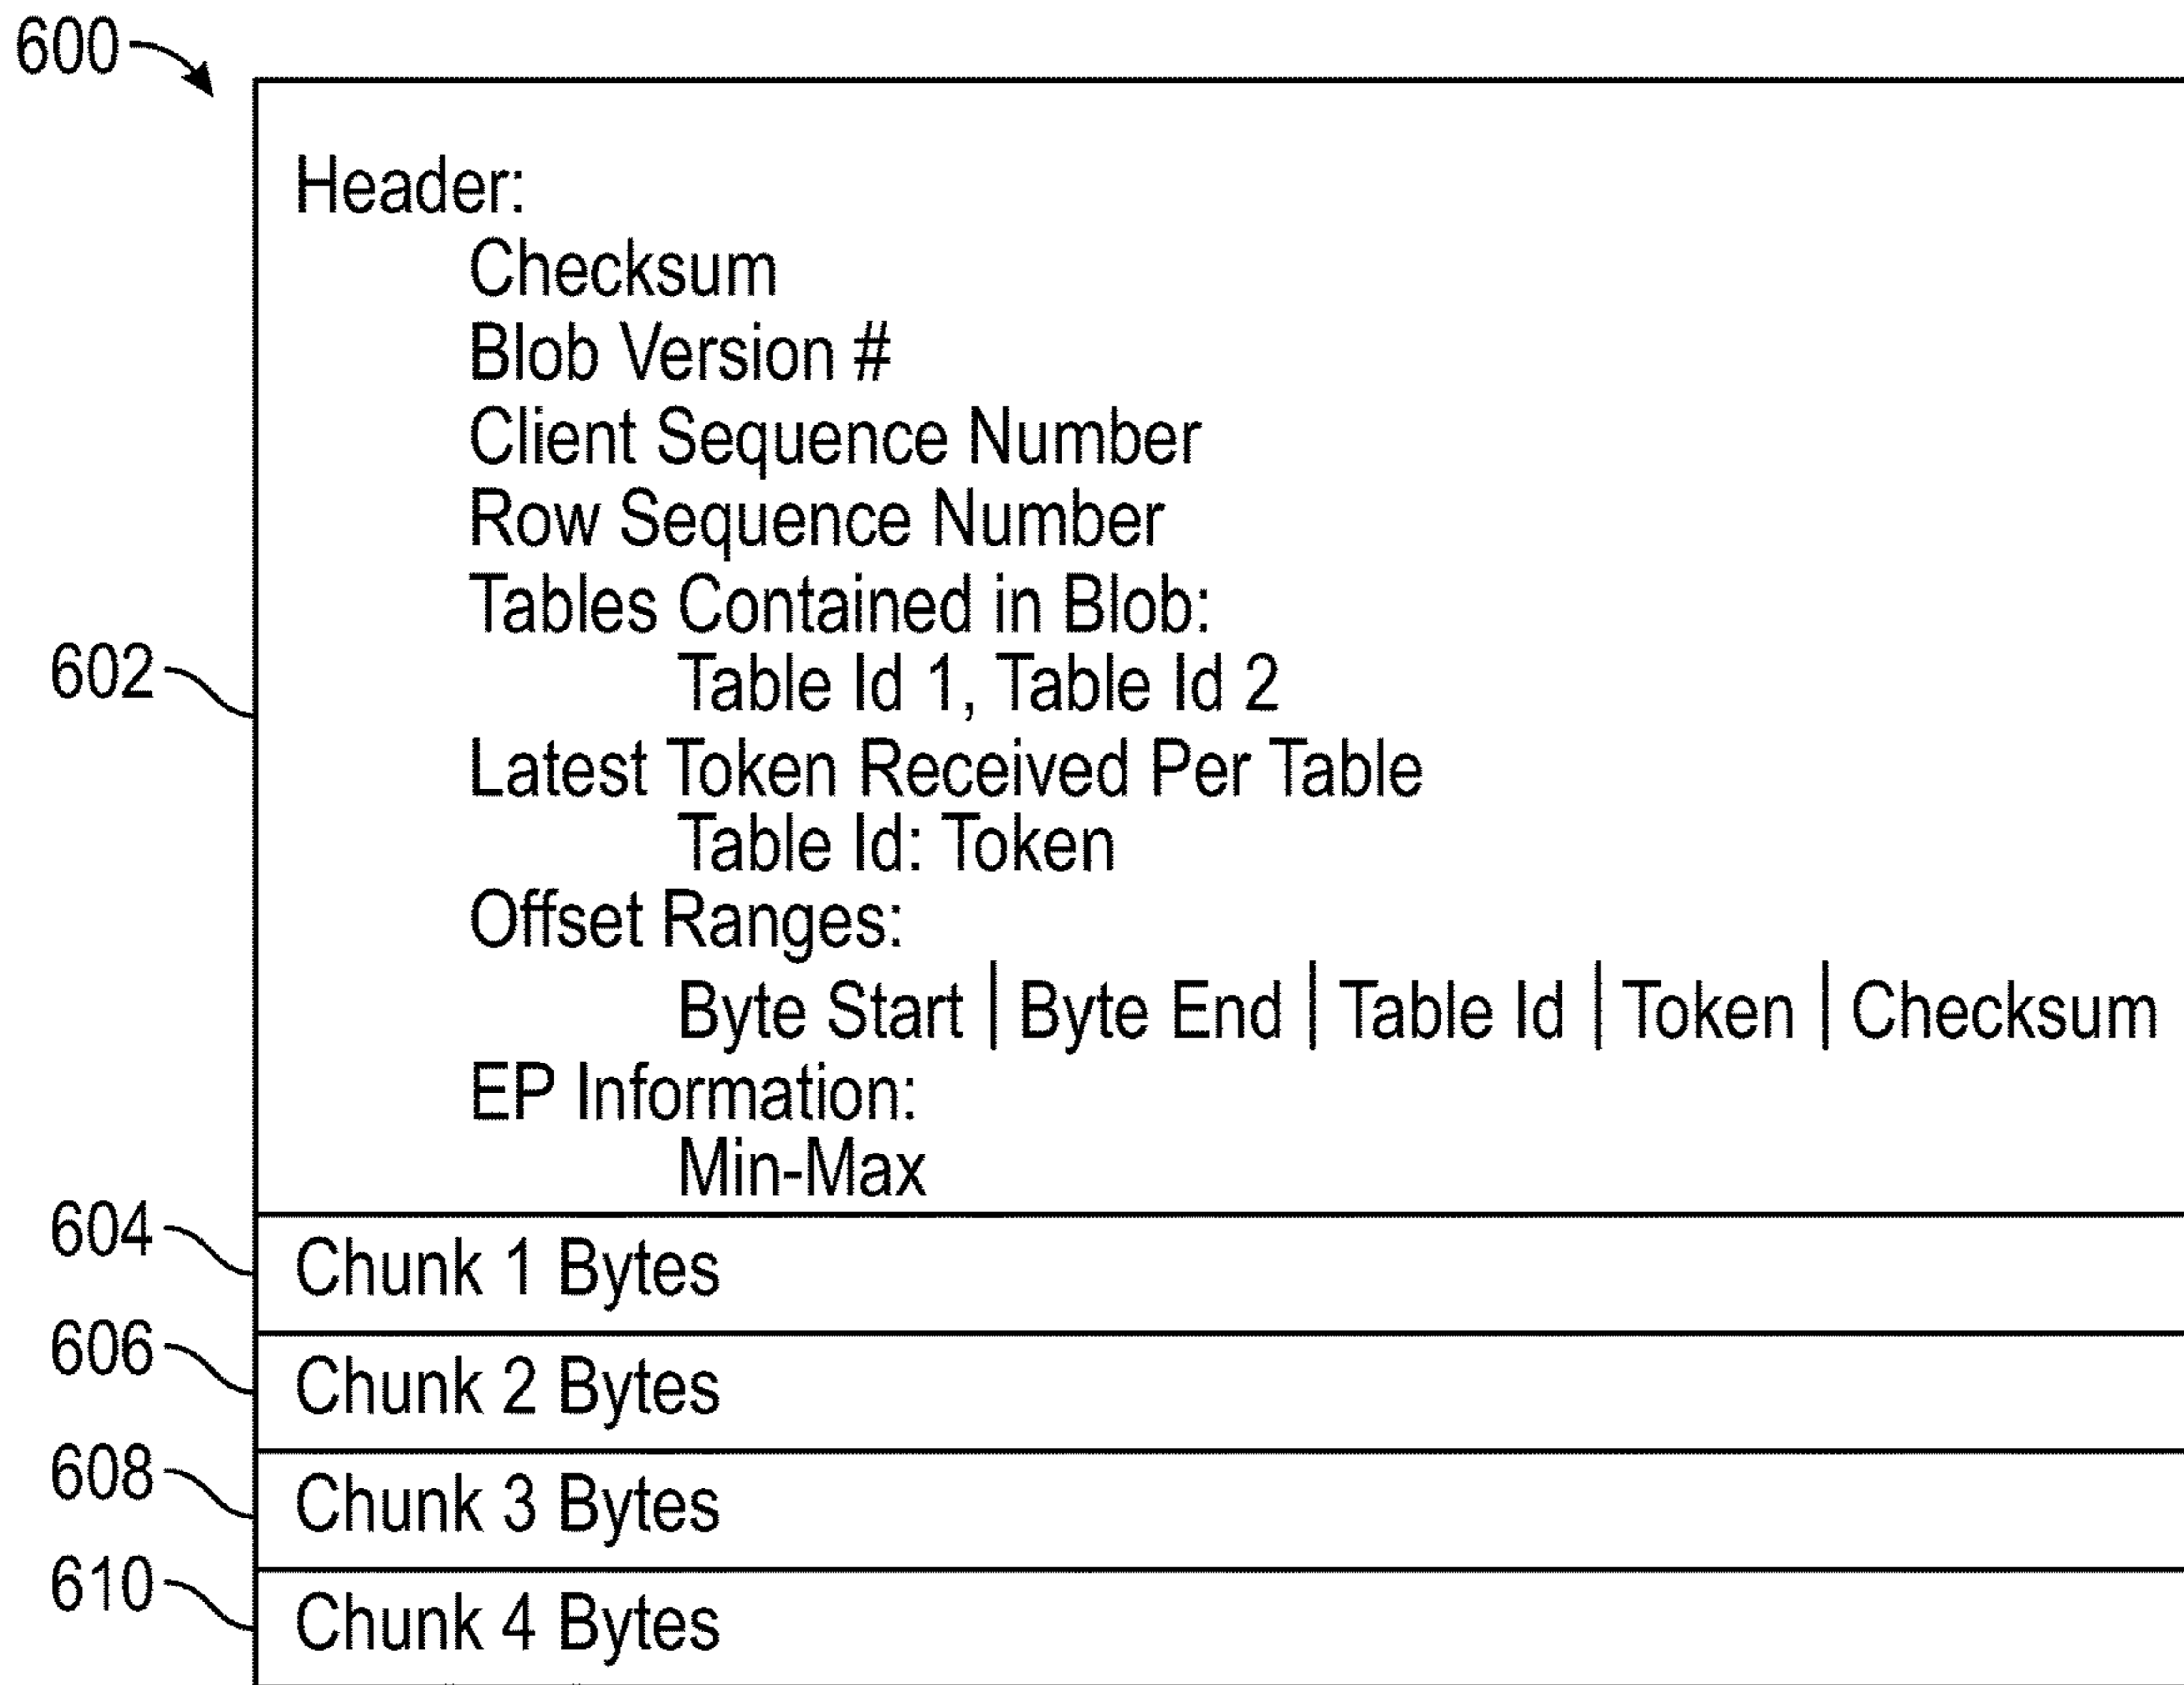 600
Header:
Checksum
Blob Version #
Client Sequence Number
Row Sequence Number
Tables Contained in Blob:
602
Table Id 1, Table Id 2
Latest Token Received Per Table
Table Id: Token
Offset Ranges:
Byte Start | Byte End | Table Id | Token | Checksum
EP Information:
Min-Max
604
Chunk 1 Bytes
606
Chunk 2 Bytes
608
Chunk 3 Bytes
610
Chunk 4 Bytes